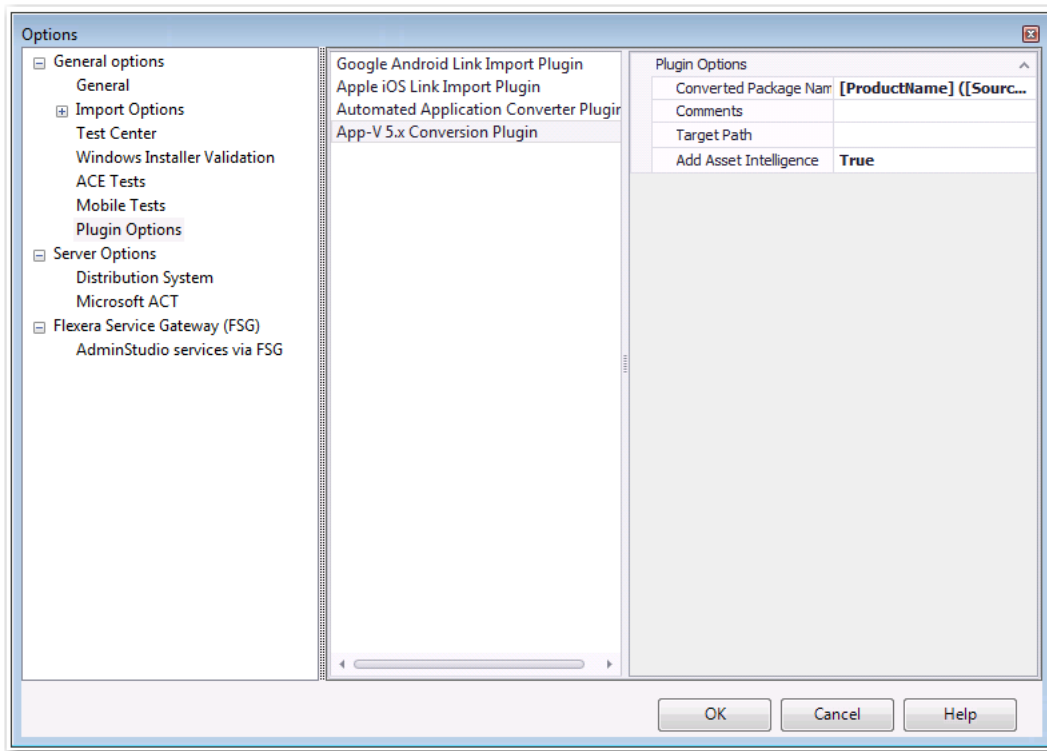 Options
General options
General
Import Options
Test Center
Windows Installer Validation
ACE Tests
Mobile Tests
Plugin Options
Server Options
Distribution System
Microsoft ACT
Flexera Service Gateway (FSG)
AdminStudio services via FSG
Google Android Link Import Plugin
Apple iOS Link Import Plugin
Automated Application Converter Plugin
App-V 5.x Conversion Plugin
Plugin Options
Converted Package Nam [ProductName] ([Sourc...
Comments
Target Path
Add Asset Intelligence True
OK Cancel Help